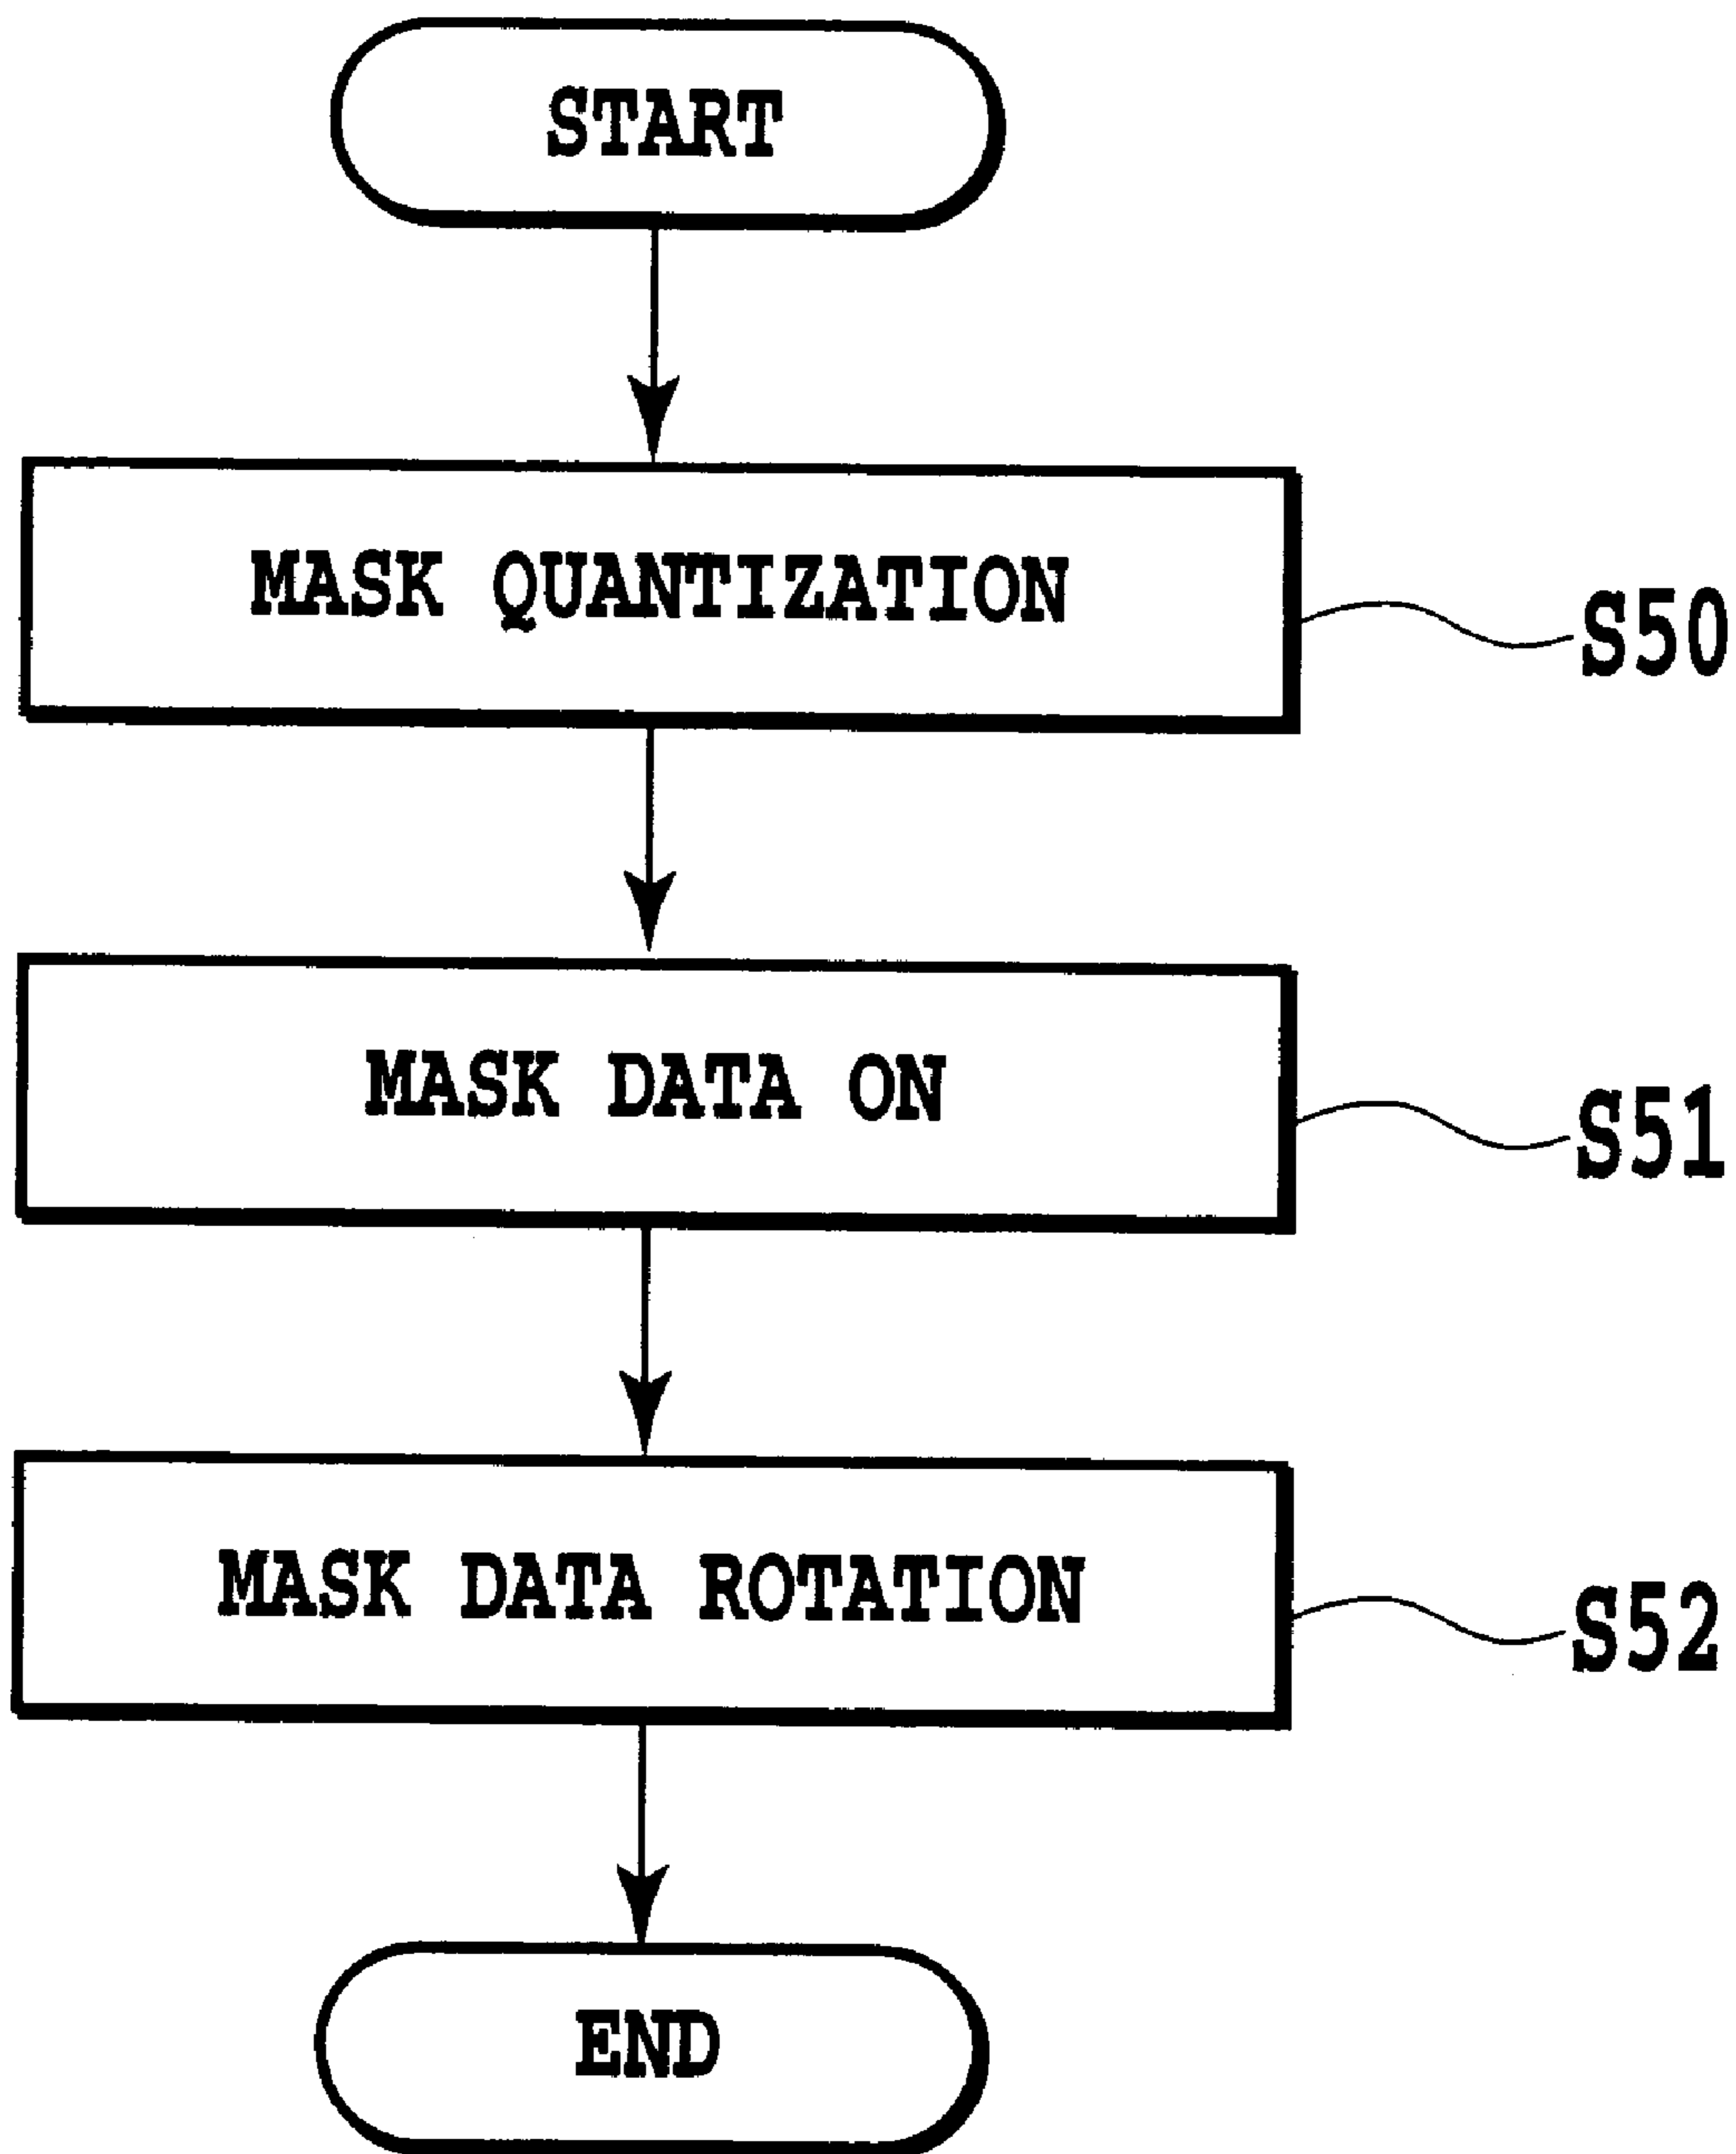 START
MASK QUANTIZATION
S50
MASK DATA ON
S51
MASK DATA ROTATION
S52
END